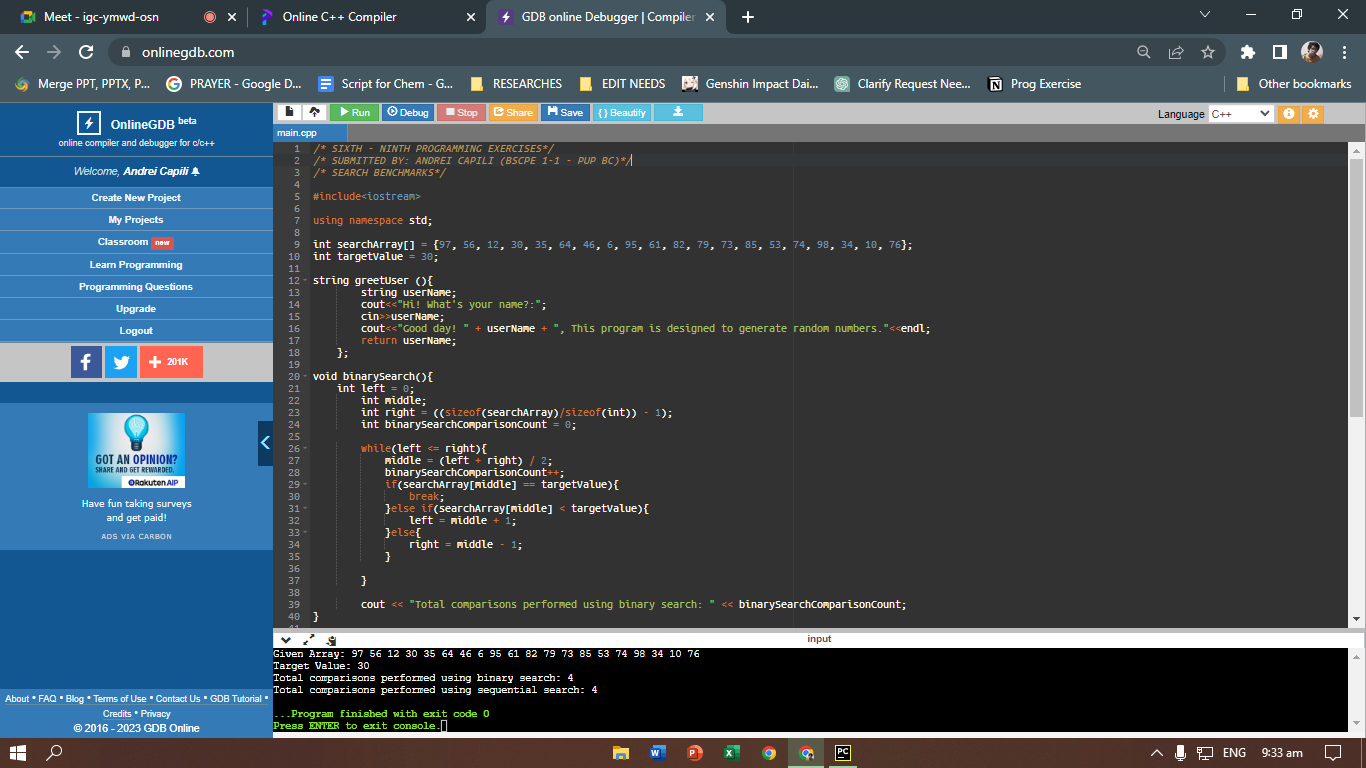 Meet - igc-ymwd-osn
Online C++ Compiler
GDB online Debugger | Compiler
onlinegdb.com
Merge PPT, PPTX, P...
PRAYER - Google D...
Script for Chem - G...
RESEARCHES
EDIT NEEDS
Genshin Impact Dai...
Clarify Request Nee...
Prog Exercise
Other bookmarks
OnlineGDB beta
online compiler and debugger for c/c++
Welcome, Andrei Capili
Create New Project
My Projects
Classroom new
Learn Programming
Programming Questions
Upgrade
Logout
201K
GOT AN OPINION?
SHARE AND GET REWARDED.
Rakuten AIP
Have fun taking surveys
and get paid!
ADS VIA CARBON
About • FAQ • Blog • Terms of Use • Contact Us • GDB Tutorial •
Credits • Privacy
© 2016 - 2023 GDB Online
Run Debug Stop Share Save {} Beautify
Language C++
main.cpp
1 /* SIXTH - NINTH PROGRAMMING EXERCISES*/
2 /* SUBMITTED BY: ANDREI CAPILI (BSCPE 1-1 - PUP BC)*/
3 /* SEARCH BENCHMARKS*/
4
5 #include<iostream>
6
7 using namespace std;
8
9 int searchArray[] = {97, 56, 12, 30, 35, 64, 46, 6, 95, 61, 82, 79, 73, 85, 53, 74, 98, 34, 10, 76};
10 int targetValue = 30;
11
12 string greetUser (){
13 string userName;
14 cout<<"Hi! What's your name?:";
15 cin>>userName;
16 cout<<"Good day! " + userName + ", This program is designed to generate random numbers."<<endl;
17 return userName;
18 };
19
20 void binarySearch(){
21 int left = 0;
22 int middle;
23 int right = ((sizeof(searchArray)/sizeof(int)) - 1);
24 int binarySearchComparisonCount = 0;
25
26 while(left <= right){
27 middle = (left + right) / 2;
28 binarySearchComparisonCount++;
29 if(searchArray[middle] == targetValue){
30 break;
31 }else if(searchArray[middle] < targetValue){
32 left = middle + 1;
33 }else{
34 right = middle - 1;
35 }
36
37 }
38
39 cout << "Total comparisons performed using binary search: " << binarySearchComparisonCount;
40 }
41
input
Given Array: 97 56 12 30 35 64 46 6 95 61 82 79 73 85 53 74 98 34 10 76
Target Value: 30
Total comparisons performed using binary search: 4
Total comparisons performed using sequential search: 4
...Program finished with exit code 0
Press ENTER to exit console.
ENG
9:33 am